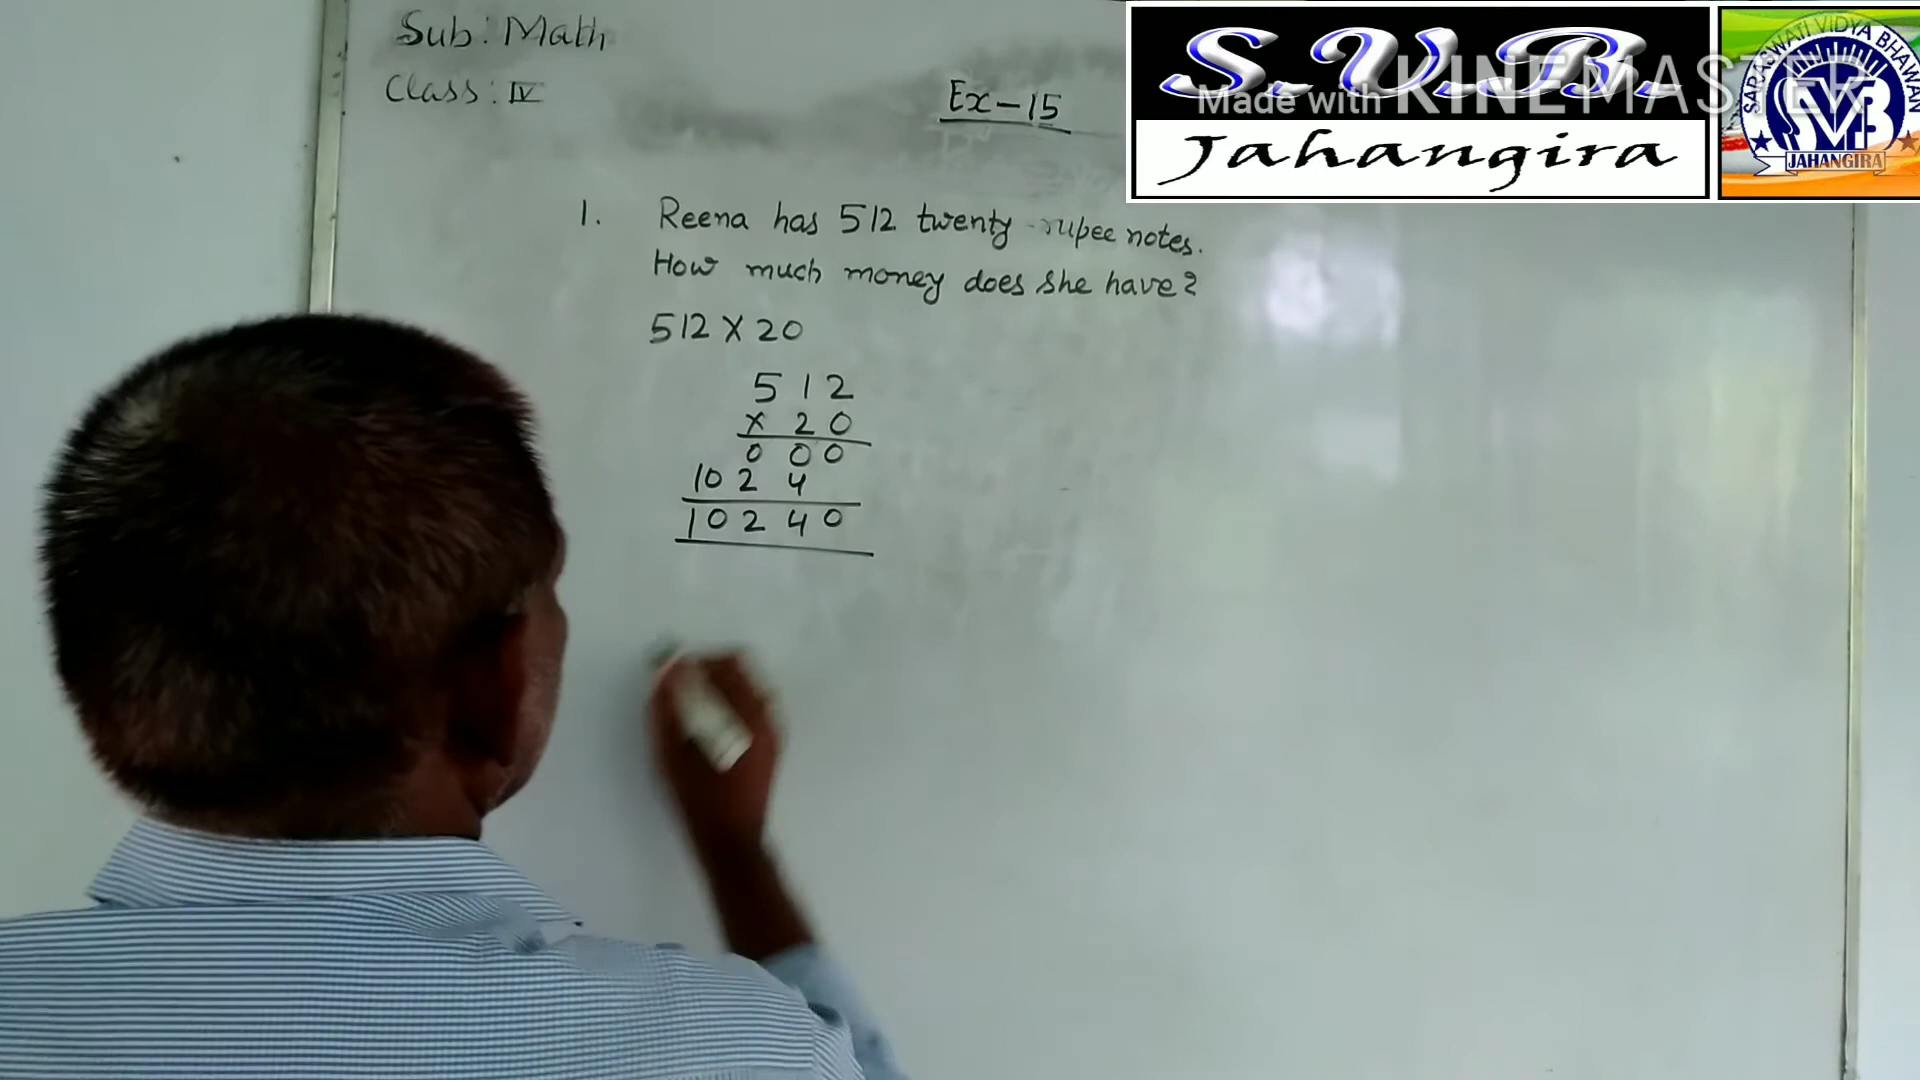 Sub: Math
Class: IV
Ex-15
S.V.B.
Made with KINEMASTER
Jahangira
SARASWATI VIDYA BHAWAN
SVB
JAHANGIRA
1. Reena has 512 twenty-rupee notes.
How much money does she have?
512 X 20
5 1 2
X 2 0
0 0 0
10 2 4
1 0 2 4 0